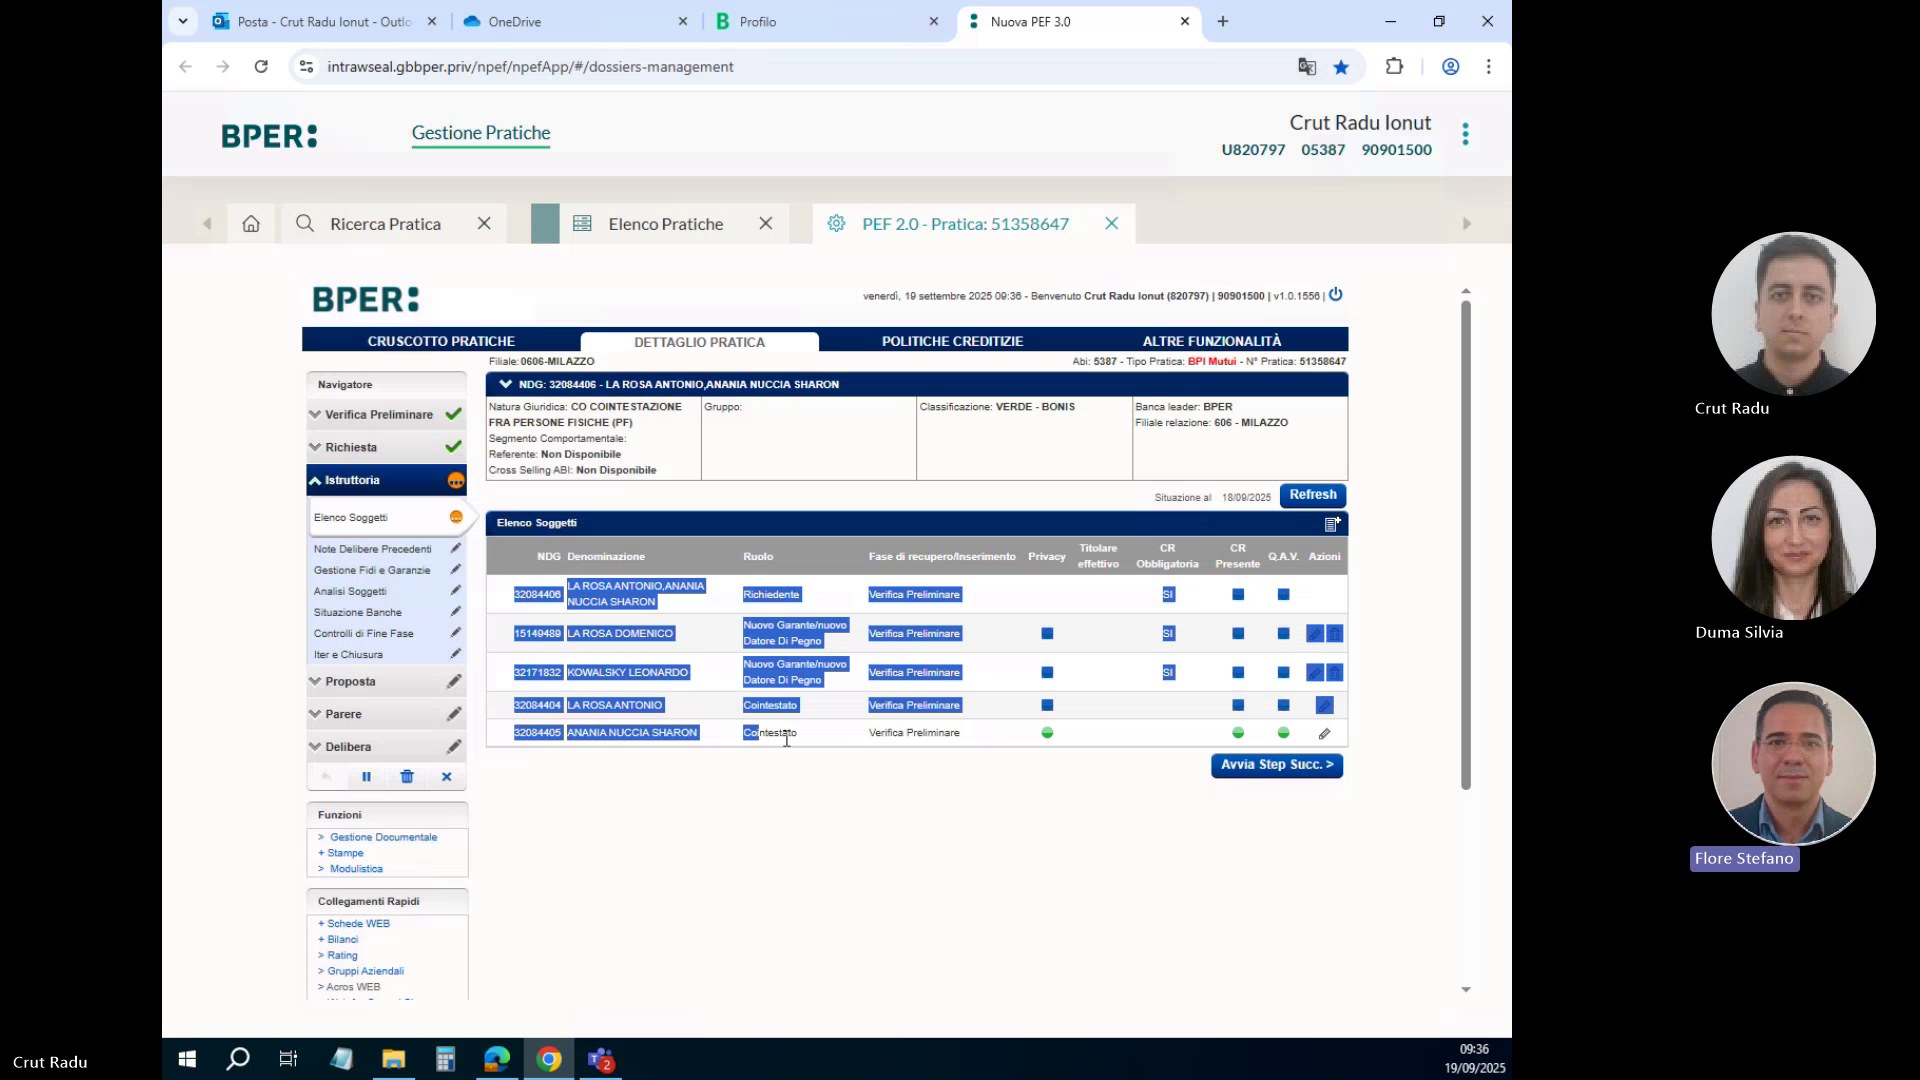 Posta - Crut Radu Ionut - Outlo
OneDrive
Profilo
Nuova PEF 3.0
intrawseal.gbbper.priv/npef/npefApp/#/dossiers-management
BPER:
Gestione Pratiche
Crut Radu Ionut
U820797 05387 90901500
Ricerca Pratica
Elenco Pratiche
PEF 2.0 - Pratica: 51358647
BPER:
venerdì, 19 settembre 2025 09:36 - Benvenuto Crut Radu Ionut (820797) | 90901500 | v1.0.1556 |
CRUSCOTTO PRATICHE
DETTAGLIO PRATICA
POLITICHE CREDITIZIE
ALTRE FUNZIONALITÀ
Filiale: 0606-MILAZZO
Abi: 5387 - Tipo Pratica: BPI Mutui - N° Pratica: 51358647
Navigatore
Verifica Preliminare
Richiesta
Istruttoria
Elenco Soggetti
Note Delibere Precedenti
Gestione Fidi e Garanzie
Analisi Soggetti
Situazione Banche
Controlli di Fine Fase
Iter e Chiusura
Proposta
Parere
Delibera
Funzioni
> Gestione Documentale
+ Stampe
> Modulistica
Collegamenti Rapidi
+ Schede WEB
+ Bilanci
> Rating
> Gruppi Aziendali
> Acros WEB
NDG: 32084406 - LA ROSA ANTONIO,ANANIA NUCCIA SHARON
Natura Giuridica: CO COINTESTAZIONE
FRA PERSONE FISICHE (PF)
Segmento Comportamentale:
Referente: Non Disponibile
Cross Selling ABI: Non Disponibile
Gruppo:
Classificazione: VERDE - BONIS
Banca leader: BPER
Filiale relazione: 606 - MILAZZO
Situazione al 18/09/2025
Refresh
Elenco Soggetti
NDG Denominazione Ruolo Fase di recupero/Inserimento Privacy Titolare effettivo CR Obbligatoria CR Presente Q.A.V. Azioni
32084406 LA ROSA ANTONIO,ANANIA NUCCIA SHARON Richiedente Verifica Preliminare SI
15149489 LA ROSA DOMENICO Nuovo Garante/nuovo Datore Di Pegno Verifica Preliminare SI
32171832 KOWALSKY LEONARDO Nuovo Garante/nuovo Datore Di Pegno Verifica Preliminare SI
32084404 LA ROSA ANTONIO Cointestato Verifica Preliminare
32084405 ANANIA NUCCIA SHARON Cointestato Verifica Preliminare
Avvia Step Succ. >
2
09:36
19/09/2025
Crut Radu
Duma Silvia
Flore Stefano
Crut Radu